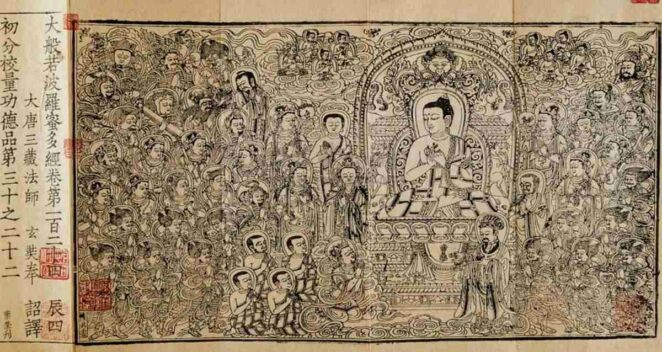 大般若波羅蜜多經卷第一百二十四 辰四
大唐三藏法師 玄奘奉 詔譯
初分校量功德品第三十之二十二